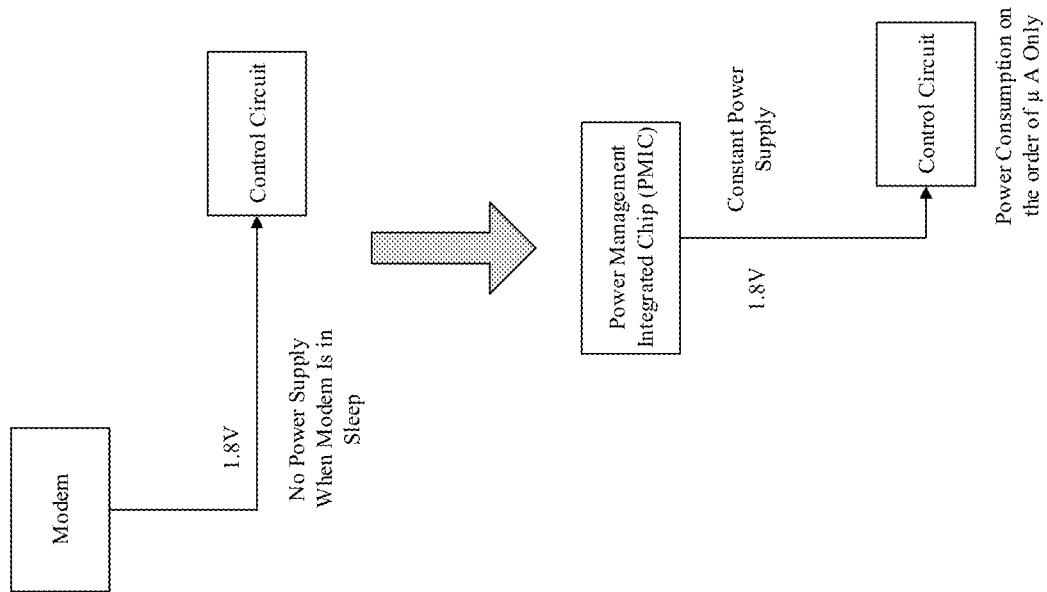 Modem
1.8V
No Power Supply
When Modem Is in
Sleep
Control Circuit
Power Management
Integrated Chip (PMIC)
1.8V
Constant Power
Supply
Control Circuit
Power Consumption on
the order of μ A Only